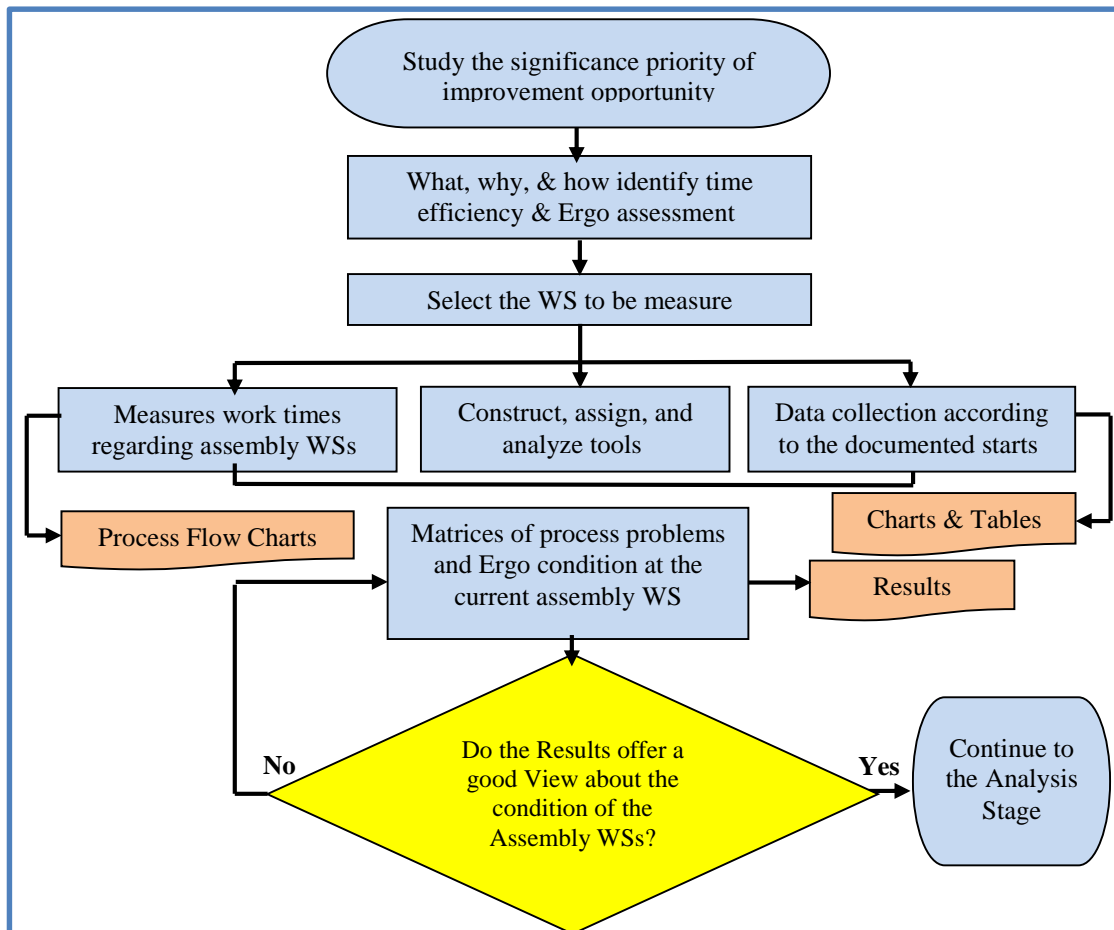 Study the significance priority of
improvement opportunity
What, why, & how identify time
efficiency & Ergo assessment
Select the WS to be measure
Measures work times
regarding assembly WSs
Construct, assign, and
analyze tools
Data collection according
to the documented starts
Process Flow Charts
Charts & Tables
Matrices of process problems
and Ergo condition at the
current assembly WS
Results
Do the Results offer a
good View about the
condition of the
Assembly WSs?
No
Yes
Continue to
the Analysis
Stage